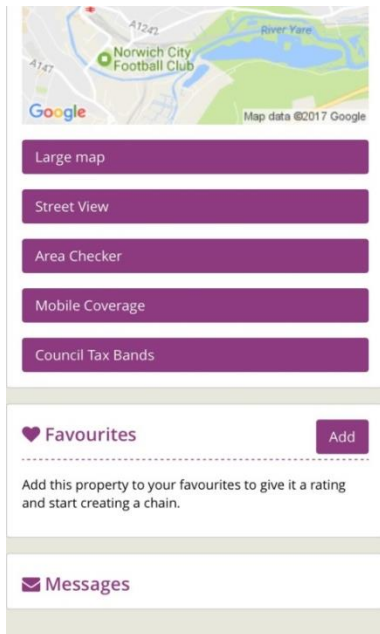 A1242
River Yare
Norwich City
Football Club
A147
Google
Map data ©2017 Google
Large map
Street View
Area Checker
Mobile Coverage
Council Tax Bands
Favourites
Add
Add this property to your favourites to give it a rating
and start creating a chain.
Messages